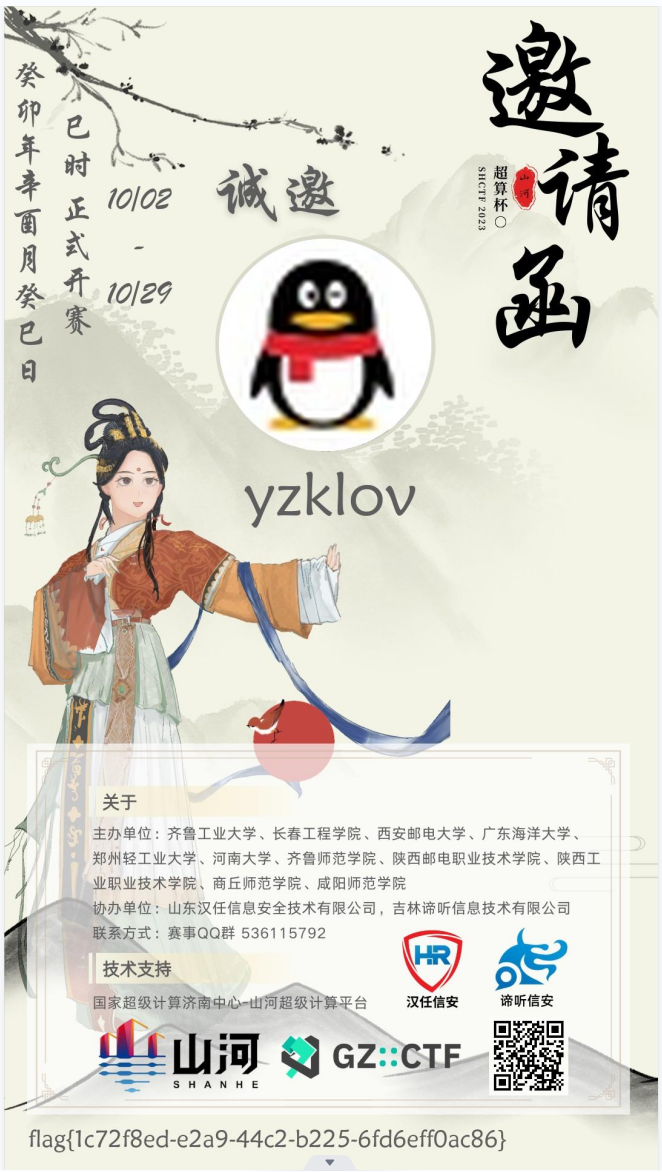 邀请函
山河
超算杯
SHCTF 2023
癸卯年辛酉月癸巳日
巳时 正式开赛
10/02
-
10/29
诚邀
yzklov
关于
主办单位：齐鲁工业大学、长春工程学院、西安邮电大学、广东海洋大学、
郑州轻工业大学、河南大学、齐鲁师范学院、陕西邮电职业技术学院、陕西工
业职业技术学院、商丘师范学院、咸阳师范学院
协办单位：山东汉任信息安全技术有限公司，吉林谛听信息技术有限公司
联系方式：赛事QQ群 536115792
HR
汉任信安
谛听信安
技术支持
国家超级计算济南中心-山河超级计算平台
山河
SHANHE
GZ::CTF
flag{1c72f8ed-e2a9-44c2-b225-6fd6eff0ac86}